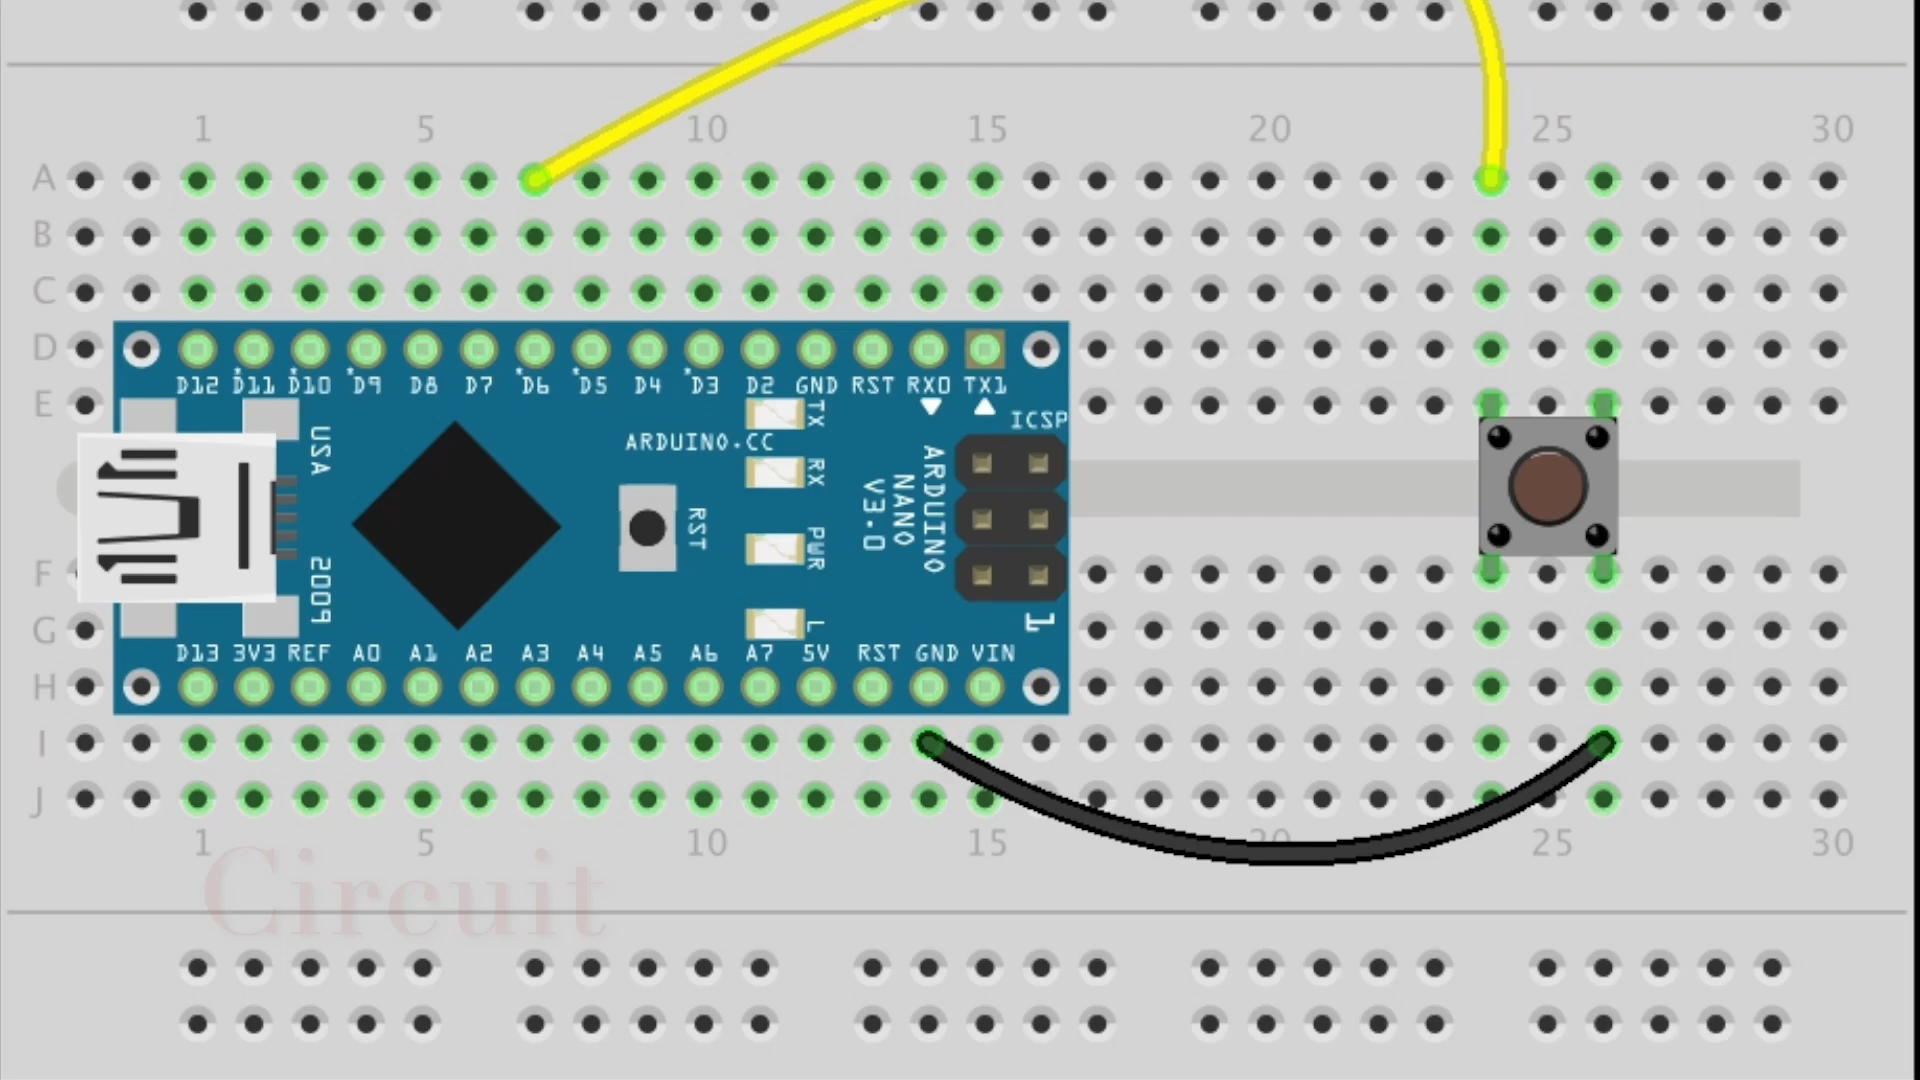 1 5 10 15 20 25 30
A
B
C
D
E
D12 D11 D10 D9 D8 D7 D6 D5 D4 D3 D2 GND RST RX0 TX1
ICSP
TX
RX
PWR
L
ARDUINO.CC
USA
2009
RST
ARDUINO
NANO
V3.0
1
F
G
H
I
J
D13 3V3 REF A0 A1 A2 A3 A4 A5 A6 A7 5V RST GND VIN
1 5 10 15 20 25 30
Circuit